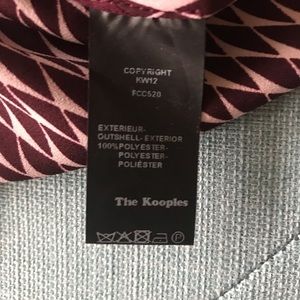 COPYRIGHT
KW12
FCC520
EXTERIEUR-
OUTSHELL-EXTERIOR
100%POLYESTER-
POLYESTER-
POLIÉSTER
The Kooples